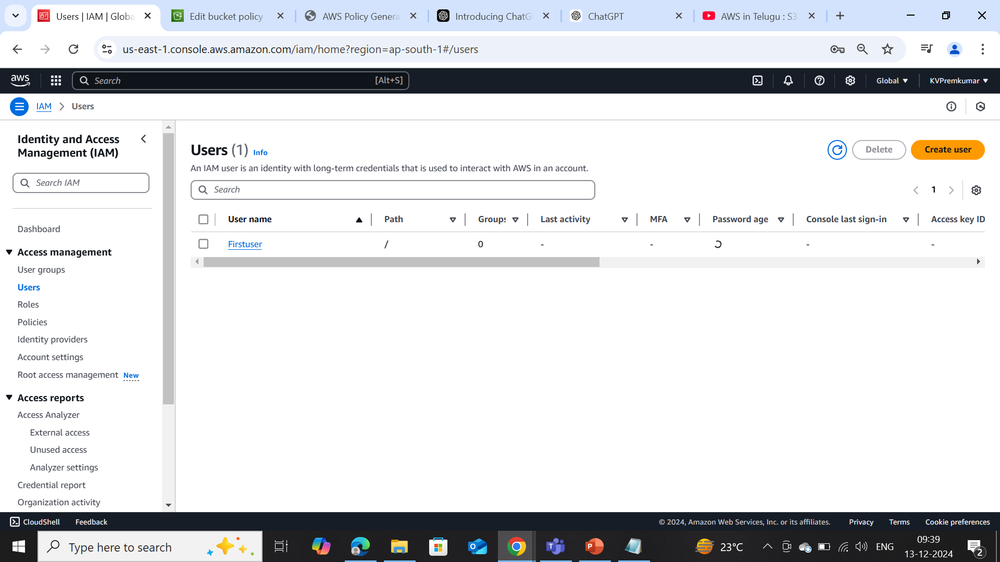 Users | IAM | Globa
Edit bucket policy
AWS Policy Genera
Introducing ChatG
ChatGPT
AWS in Telugu : S3
us-east-1.console.aws.amazon.com/iam/home?region=ap-south-1#/users
aws
Search
[Alt+S]
Global
KVPremkumar
IAM
Users
Identity and Access
Management (IAM)
Search IAM
Dashboard
Access management
User groups
Users
Roles
Policies
Identity providers
Account settings
Root access management New
Access reports
Access Analyzer
External access
Unused access
Analyzer settings
Credential report
Organization activity
Users (1) Info
Delete
Create user
An IAM user is an identity with long-term credentials that is used to interact with AWS in an account.
Search
1
User name Path Groups Last activity MFA Password age Console last sign-in Access key ID
Firstuser / 0 - - - -
CloudShell
Feedback
© 2024, Amazon Web Services, Inc. or its affiliates.
Privacy
Terms
Cookie preferences
Type here to search
23°C
ENG
09:39
13-12-2024
2